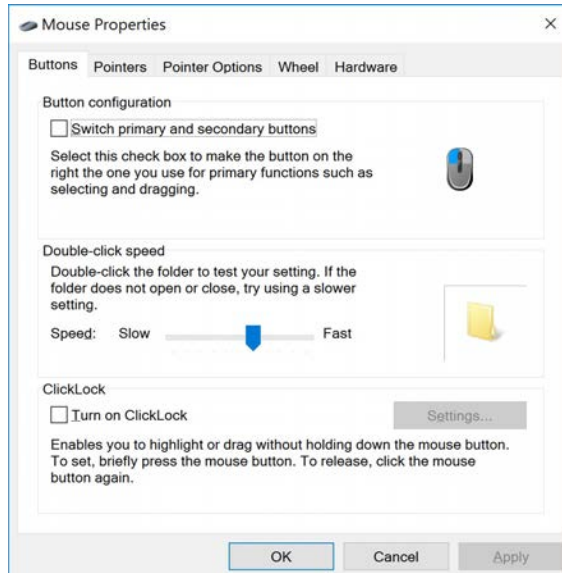 Mouse Properties
Buttons Pointers Pointer Options Wheel Hardware
Button configuration
Switch primary and secondary buttons
Select this check box to make the button on the
right the one you use for primary functions such as
selecting and dragging.
Double-click speed
Double-click the folder to test your setting. If the
folder does not open or close, try using a slower
setting.
Speed: Slow Fast
ClickLock
Turn on ClickLock Settings...
Enables you to highlight or drag without holding down the mouse button.
To set, briefly press the mouse button. To release, click the mouse
button again.
OK Cancel Apply